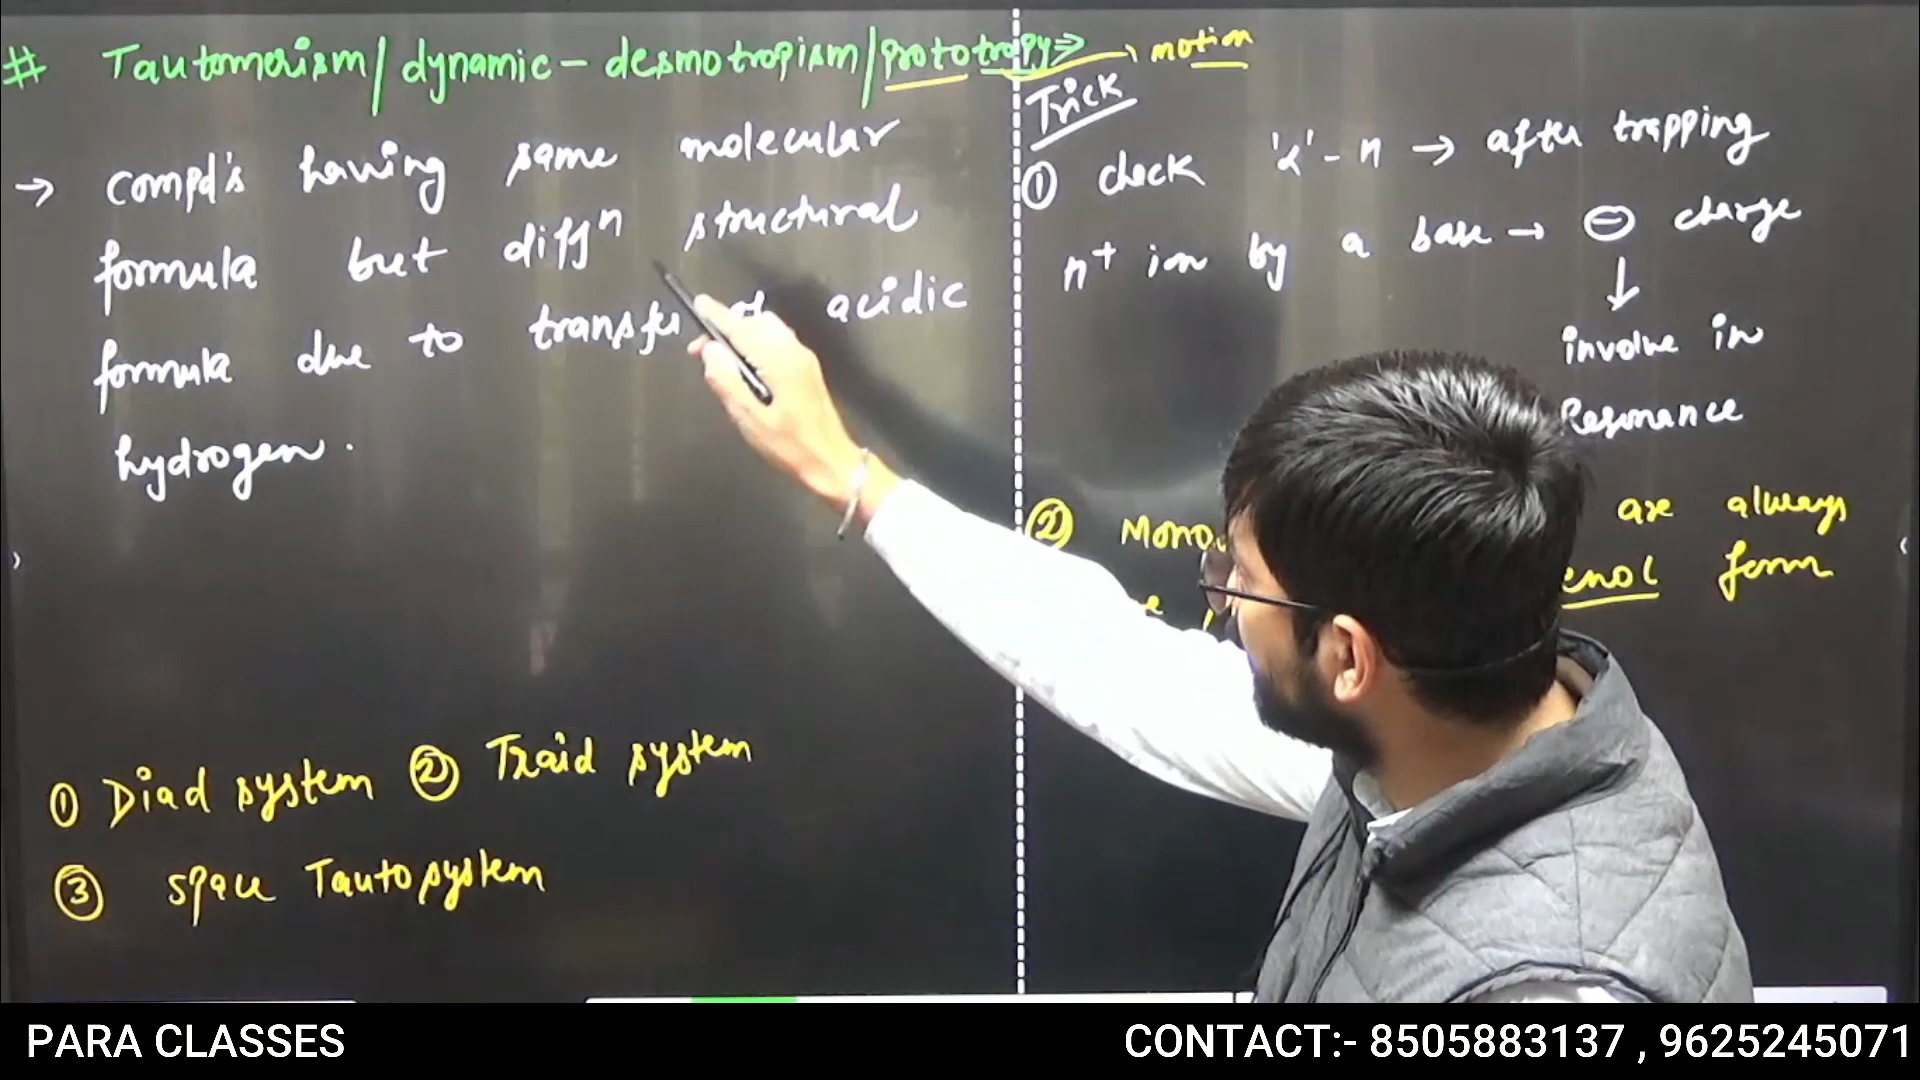 # Tautomerism/dynamic-desmotropism/prototropy⇒ → motion
→ compd's having same molecular
formula but diffn structural
formula due to transfer of acidic
hydrogen.
① Diad system ② Traid system
③ space Tautosystem
Trick
① check 'α'-H → after trapping
H+ ion by a base → ⊖ charge
↓
involve in
Resonance
② Mono are always
enol form
PARA CLASSES
CONTACT:- 8505883137 , 9625245071